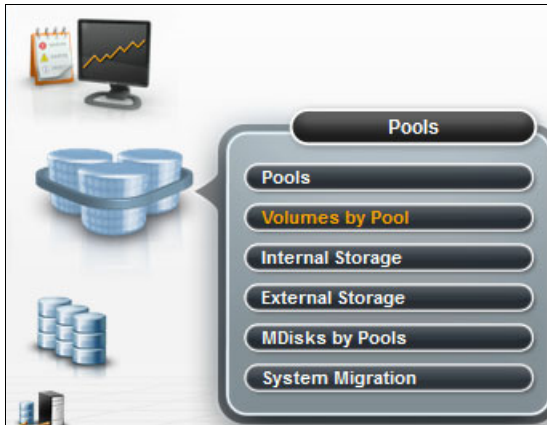 Pools
Pools
Volumes by Pool
Internal Storage
External Storage
MDisks by Pools
System Migration